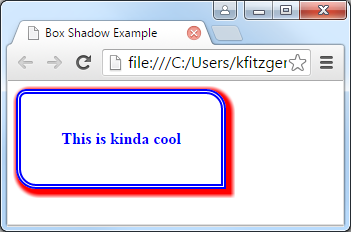 Box Shadow Example
file:///C:/Users/kfitzger
This is kinda cool